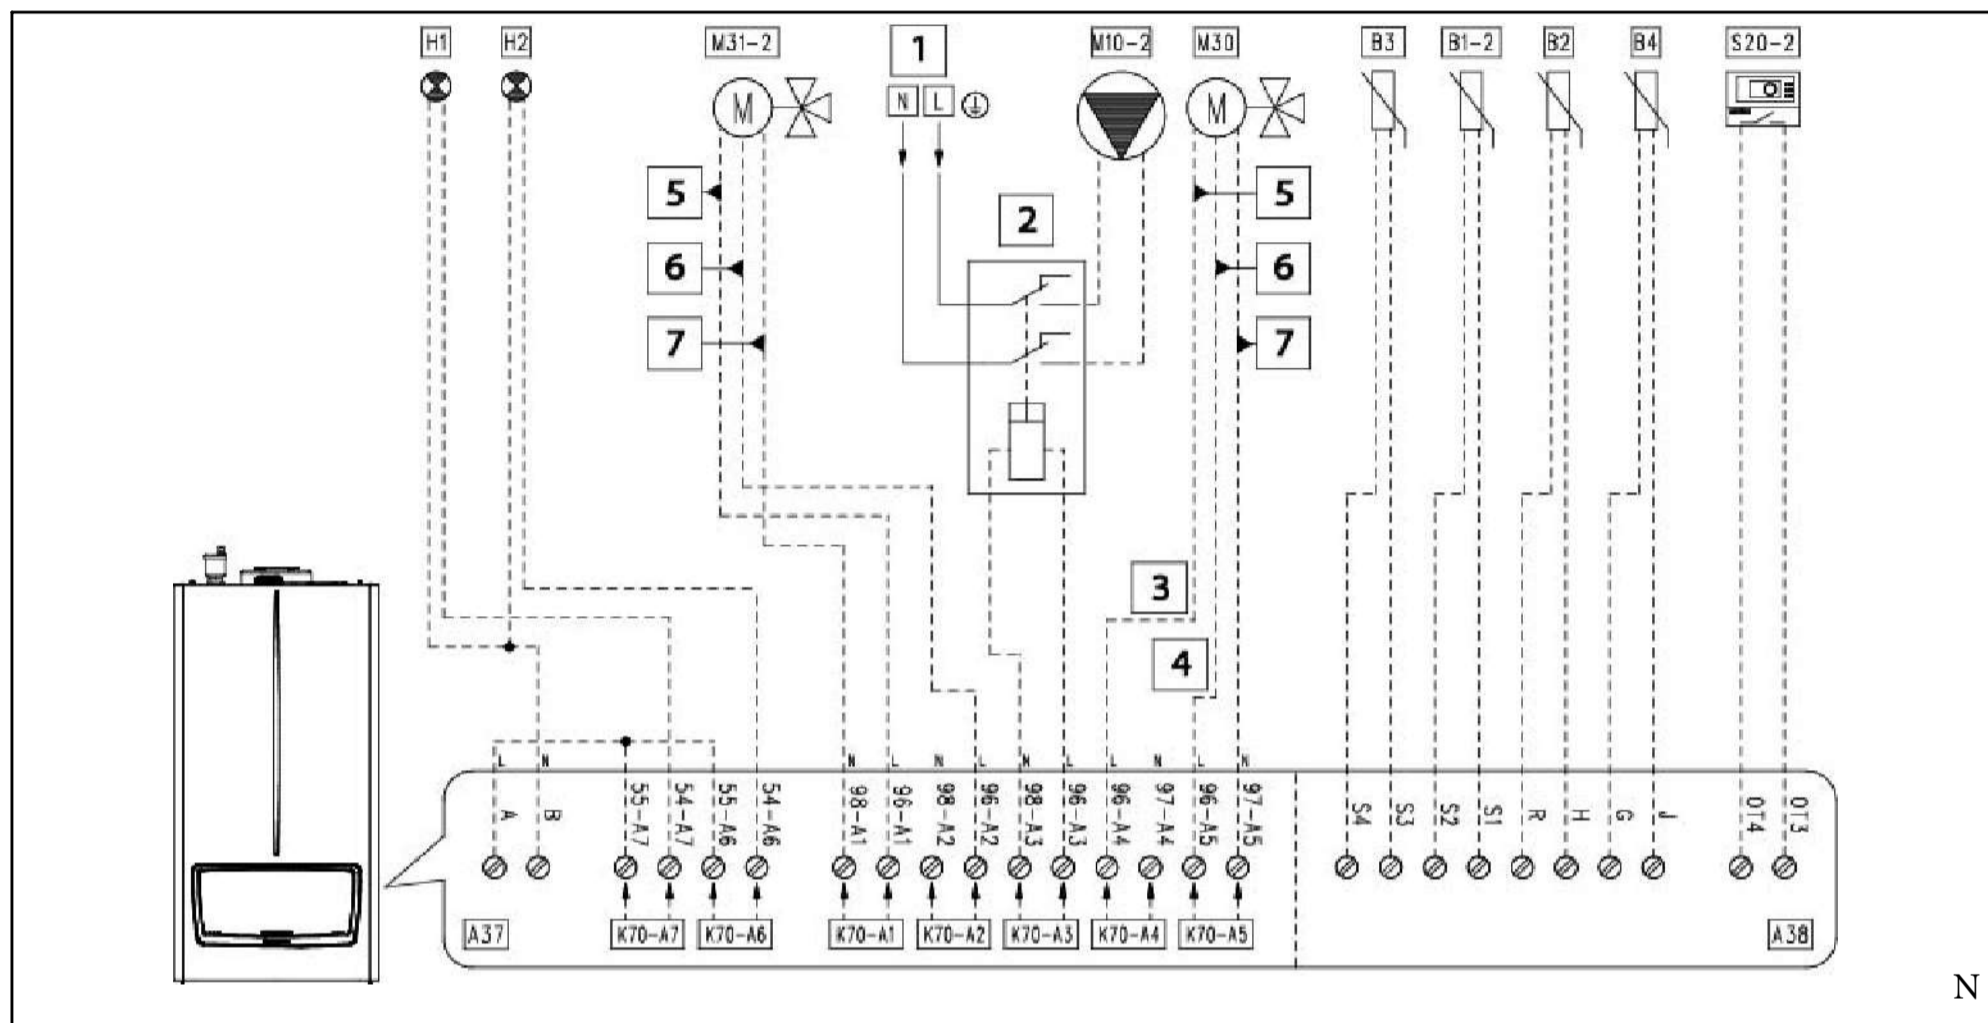 H1 H2 M31-2 1 M10-2 M30 B3 B1-2 B2 B4 S20-2
M N L M
5 5
2
6 6
7 7
3
4
L N N L N L N L L N L N
A B 55-A7 54-A7 55-A6 54-A6 98-A1 96-A1 98-A2 96-A2 98-A3 96-A3 96-A4 97-A4 96-A5 97-A5 S4 S3 S2 S1 R H G J OT4 OT3
A37 K70-A7 K70-A6 K70-A1 K70-A2 K70-A3 K70-A4 K70-A5 A38
N